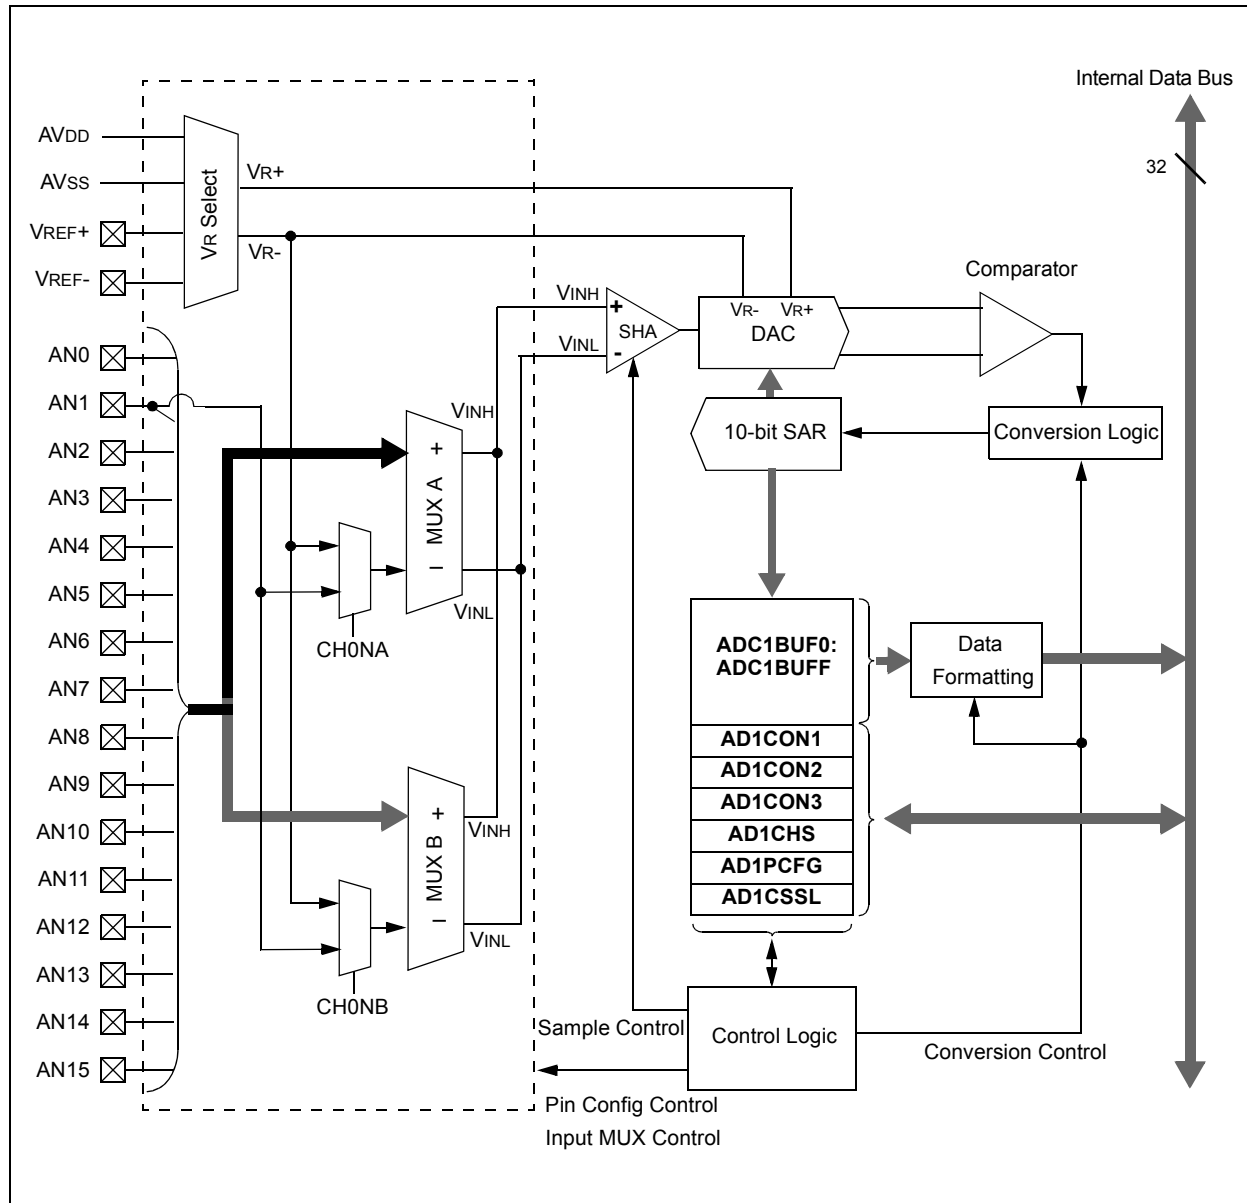 Internal Data Bus
32
AVDD
AVSS
VREF+
VREF-
VR Select
VR+
VR-
AN0
AN1
AN2
AN3
AN4
AN5
AN6
AN7
AN8
AN9
AN10
AN11
AN12
AN13
AN14
AN15
VINH
VINL
+
-
SHA
VR-
VR+
DAC
Comparator
10-bit SAR
Conversion Logic
VINH
+
MUX A
–
VINL
CH0NA
+
MUX B
–
VINH
VINL
CH0NB
ADC1BUF0:
ADC1BUFF
AD1CON1
AD1CON2
AD1CON3
AD1CHS
AD1PCFG
AD1CSSL
Data
Formatting
Sample Control
Control Logic
Conversion Control
Pin Config Control
Input MUX Control